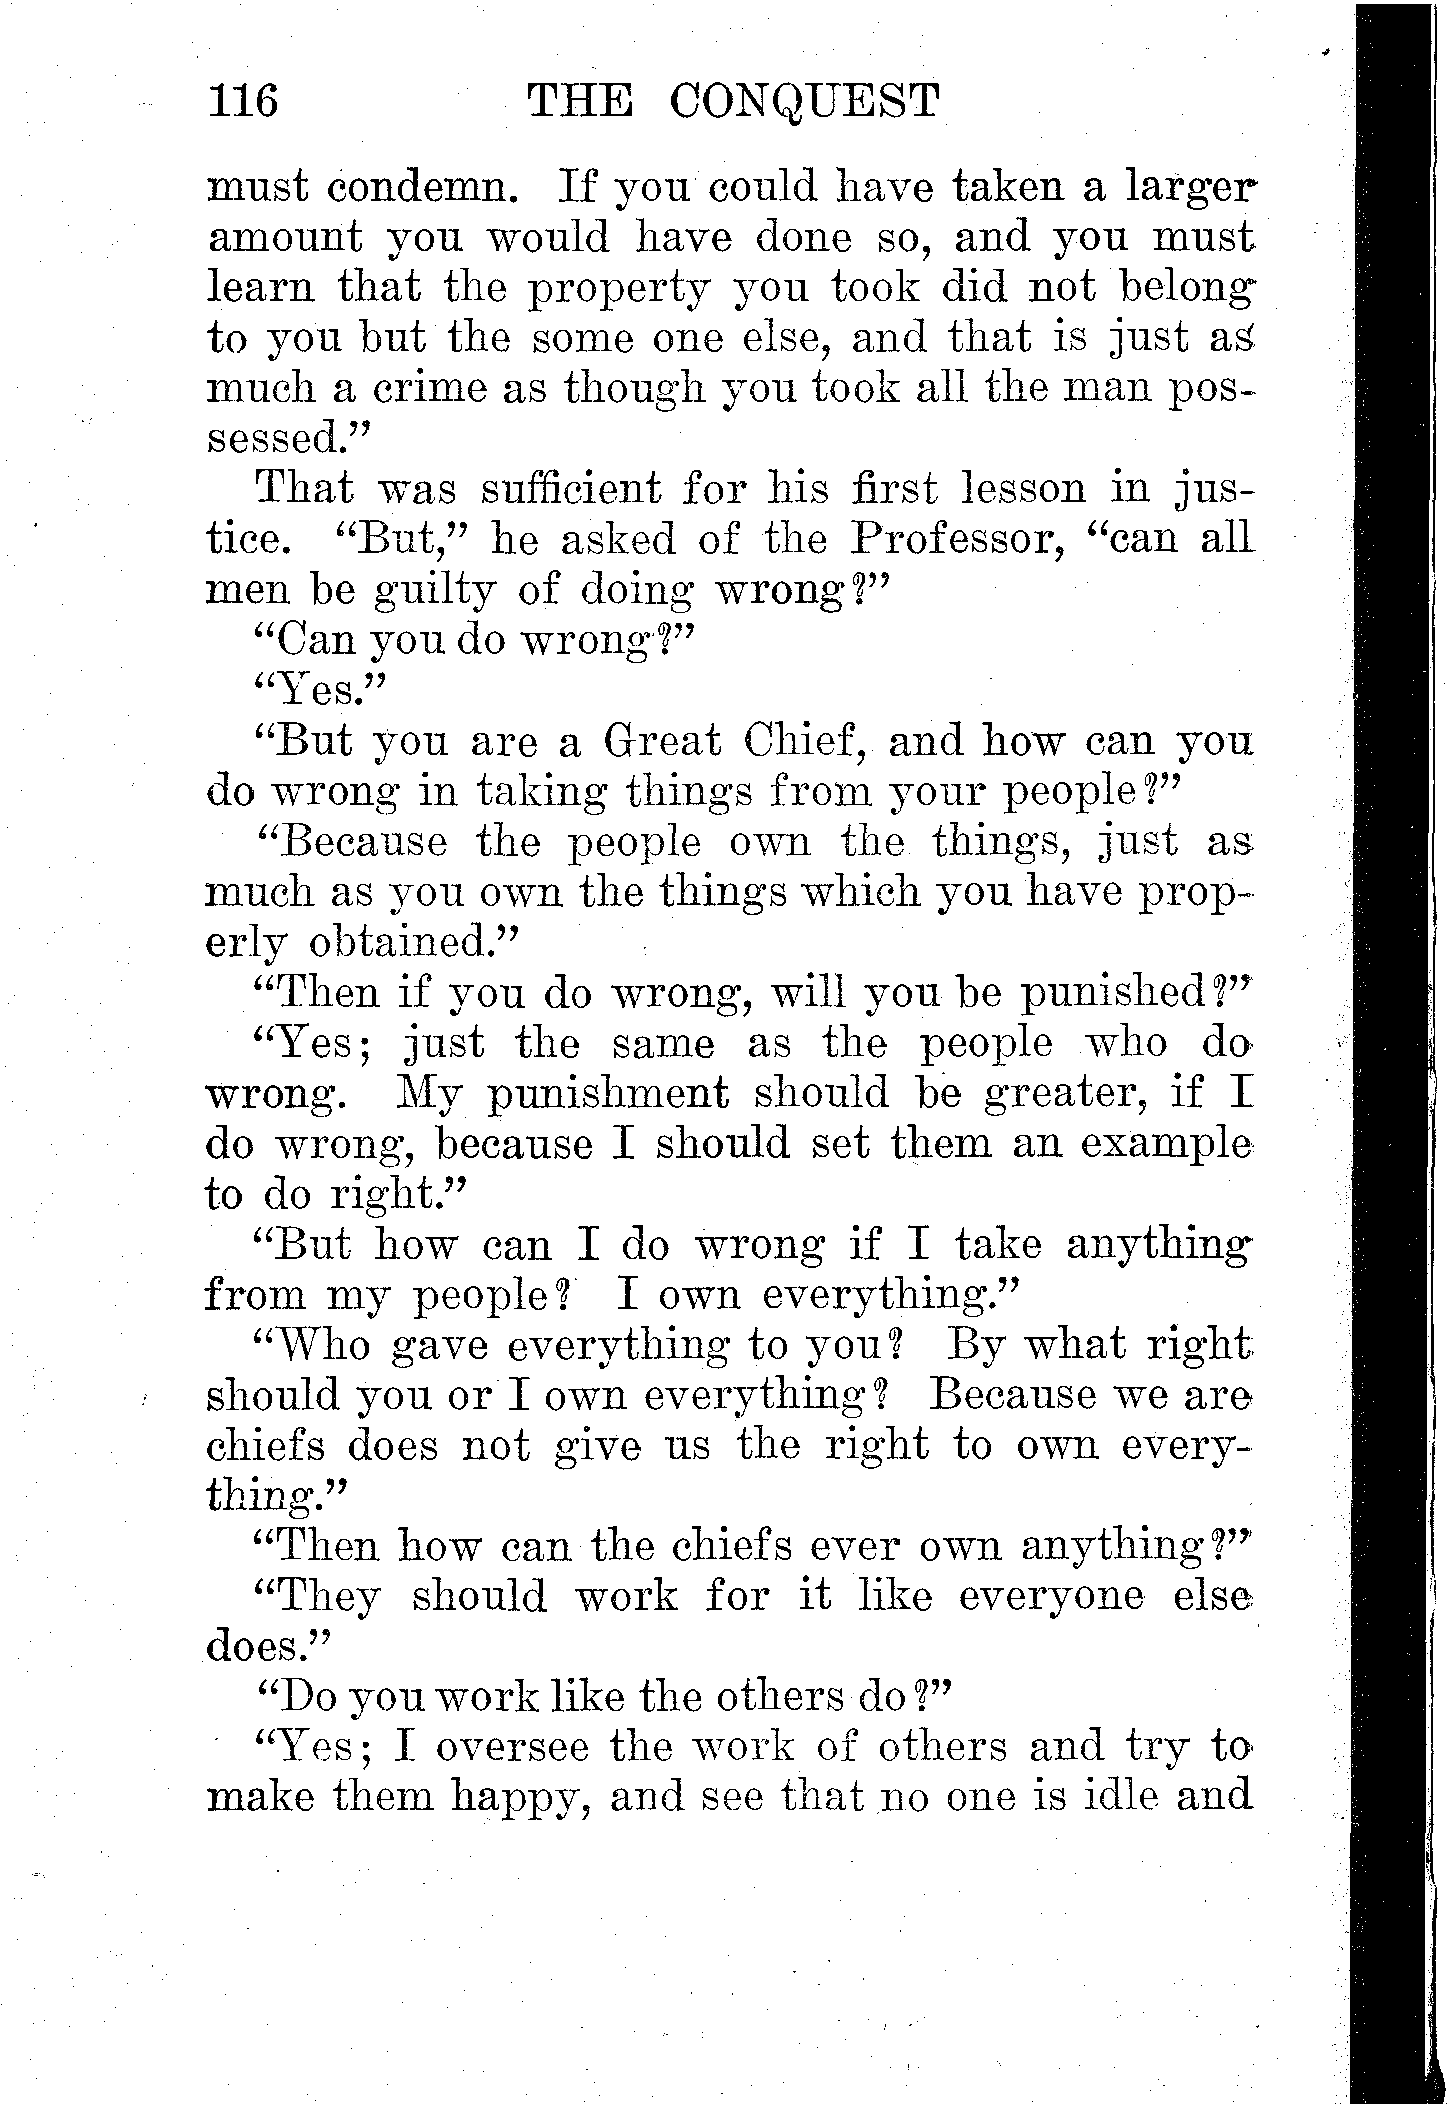 116 THE CONQUEST
must condemn. If you could have taken a larger
amount you would have done so, and you must
learn that the property you took did not belong
to you but the some one else, and that is just as
much a crime as though you took all the man pos-
sessed.”
That was sufficient for his first lesson in jus-
tice. “But,” he asked of the Professor, “can all
men be guilty of doing wrong?”
“Can you do wrong?”
“Yes.”
“But you are a Great Chief, and how can you
do wrong in taking things from your people?”
“Because the people own the things, just as
much as you own the things which you have prop-
erly obtained.”
“Then if you do wrong, will you be punished?”
“Yes; just the same as the people who do
wrong. My punishment should be greater, if I
do wrong, because I should set them an example
to do right.”
“But how can I do wrong if I take anything
from my people? I own everything.”
“Who gave everything to you? By what right
should you or I own everything? Because we are
chiefs does not give us the right to own every-
thing.”
“Then how can the chiefs ever own anything?”
“They should work for it like everyone else
does.”
“Do you work like the others do?”
“Yes; I oversee the work of others and try to
make them happy, and see that no one is idle and